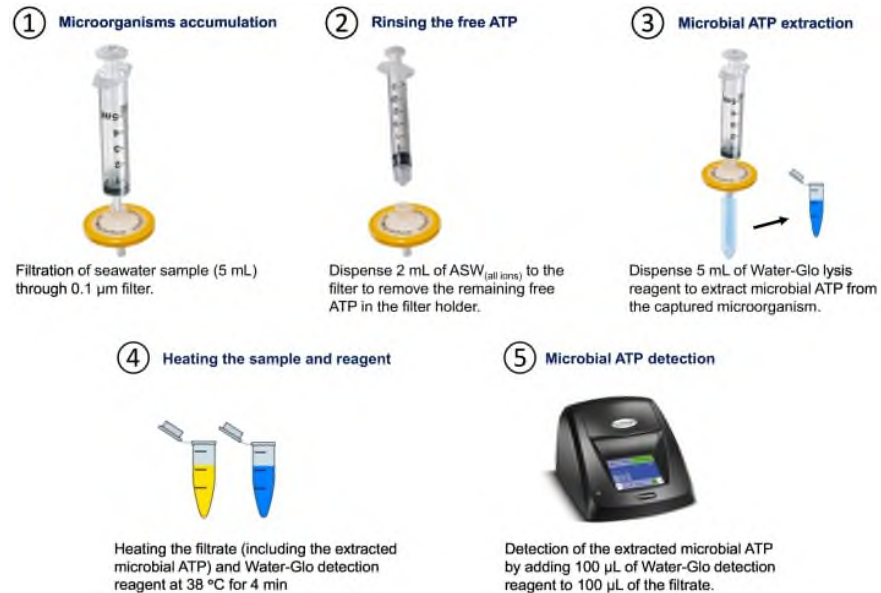 ① Microorganisms accumulation
② Rinsing the free ATP
③ Microbial ATP extraction
Filtration of seawater sample (5 mL)
through 0.1 µm filter.
Dispense 2 mL of ASW(all ions) to the
filter to remove the remaining free
ATP in the filter holder.
Dispense 5 mL of Water-Glo lysis
reagent to extract microbial ATP from
the captured microorganism.
④ Heating the sample and reagent
⑤ Microbial ATP detection
Heating the filtrate (including the extracted
microbial ATP) and Water-Glo detection
reagent at 38 ºC for 4 min
Detection of the extracted microbial ATP
by adding 100 µL of Water-Glo detection
reagent to 100 µL of the filtrate.